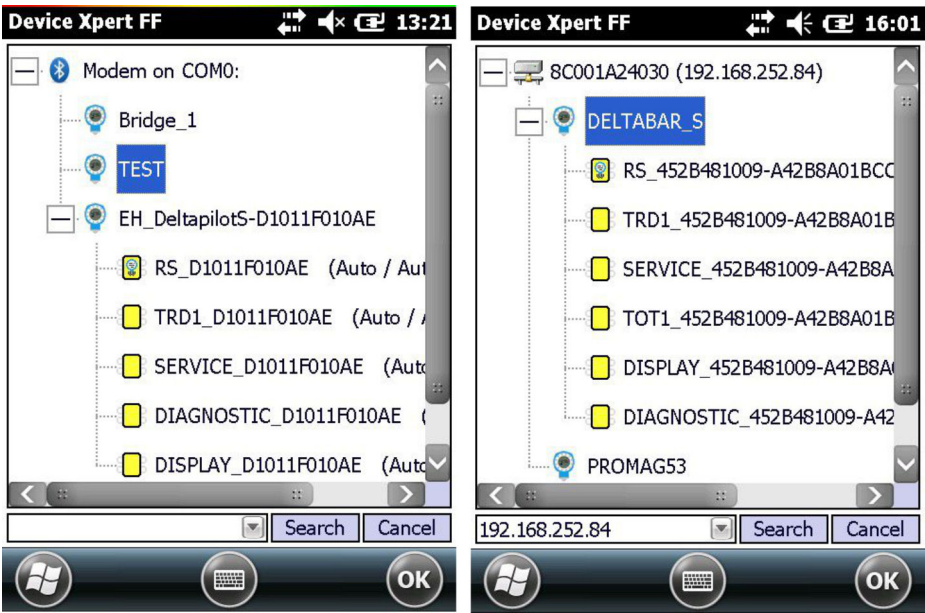 Device Xpert FF 13:21
Modem on COM0:
Bridge_1
TEST
EH_DeltapilotS-D1011F010AE
RS_D1011F010AE (Auto / Aut
TRD1_D1011F010AE (Auto /
SERVICE_D1011F010AE (Auto
DIAGNOSTIC_D1011F010AE (
DISPLAY_D1011F010AE (Auto
Search Cancel
OK
Device Xpert FF 16:01
8C001A24030 (192.168.252.84)
DELTABAR_S
RS_452B481009-A42B8A01BCC
TRD1_452B481009-A42B8A01B
SERVICE_452B481009-A42B8A
TOT1_452B481009-A42B8A01B
DISPLAY_452B481009-A42B8A
DIAGNOSTIC_452B481009-A42
PROMAG53
192.168.252.84 Search Cancel
OK